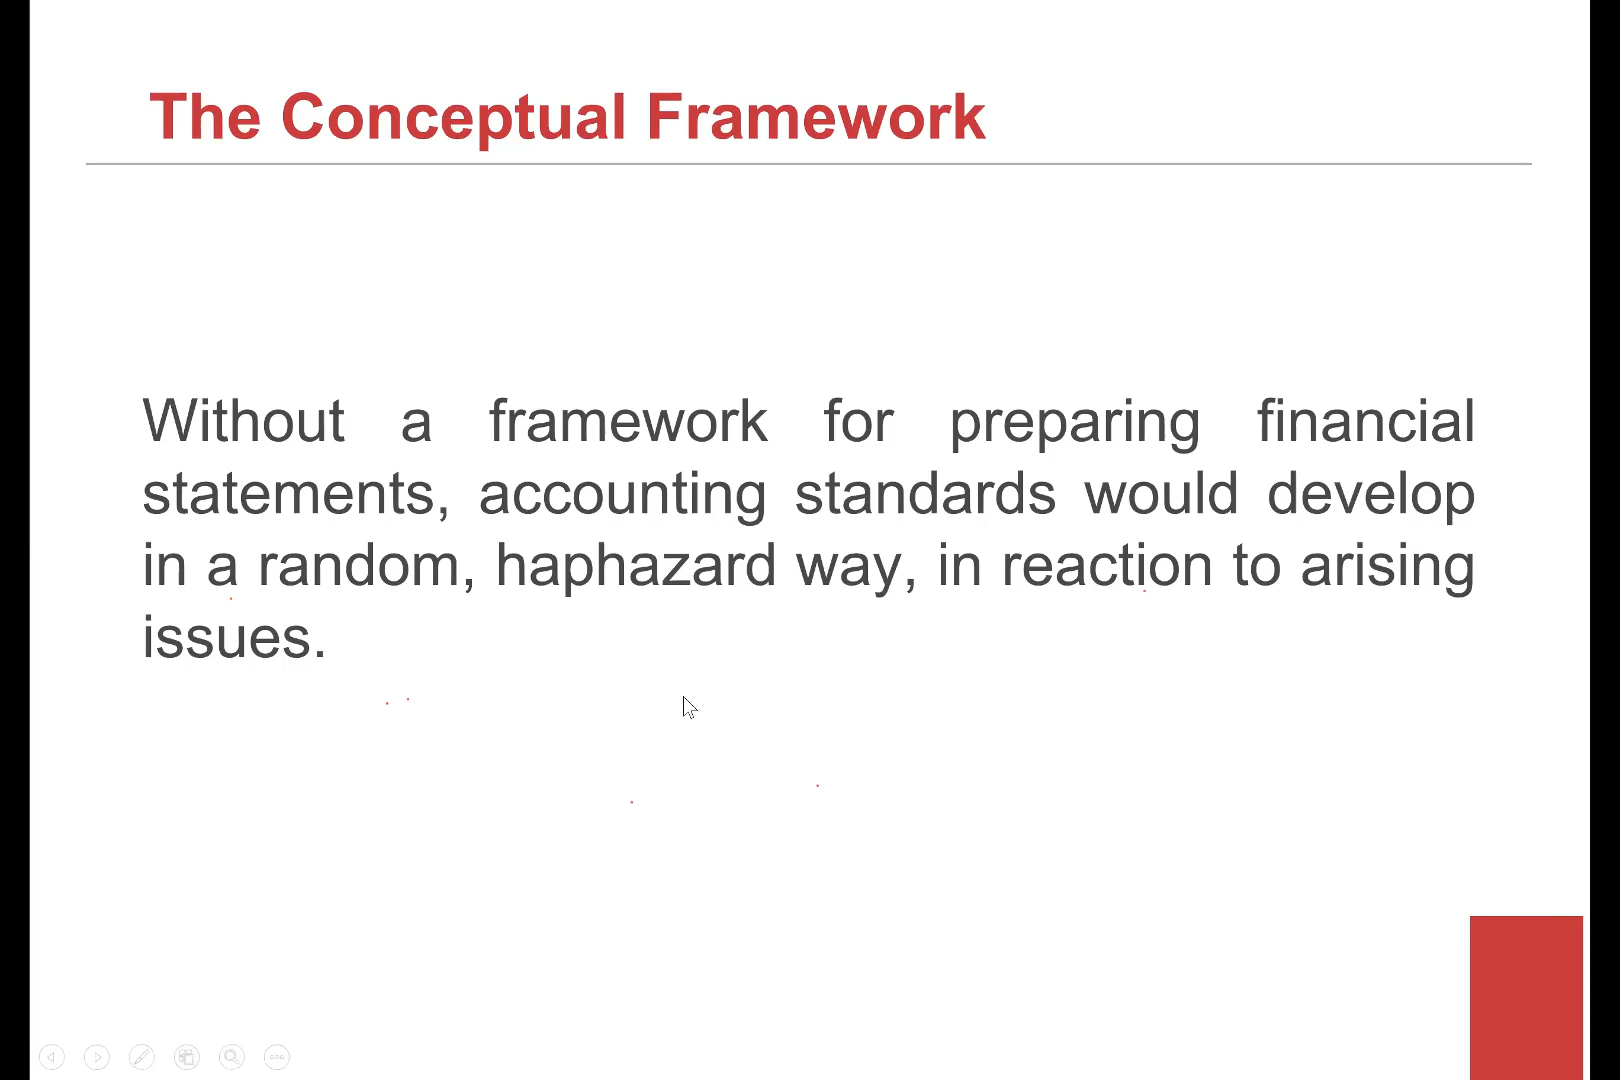 The Conceptual Framework
Without a framework for preparing financial
statements, accounting standards would develop
in a random, haphazard way, in reaction to arising
issues.